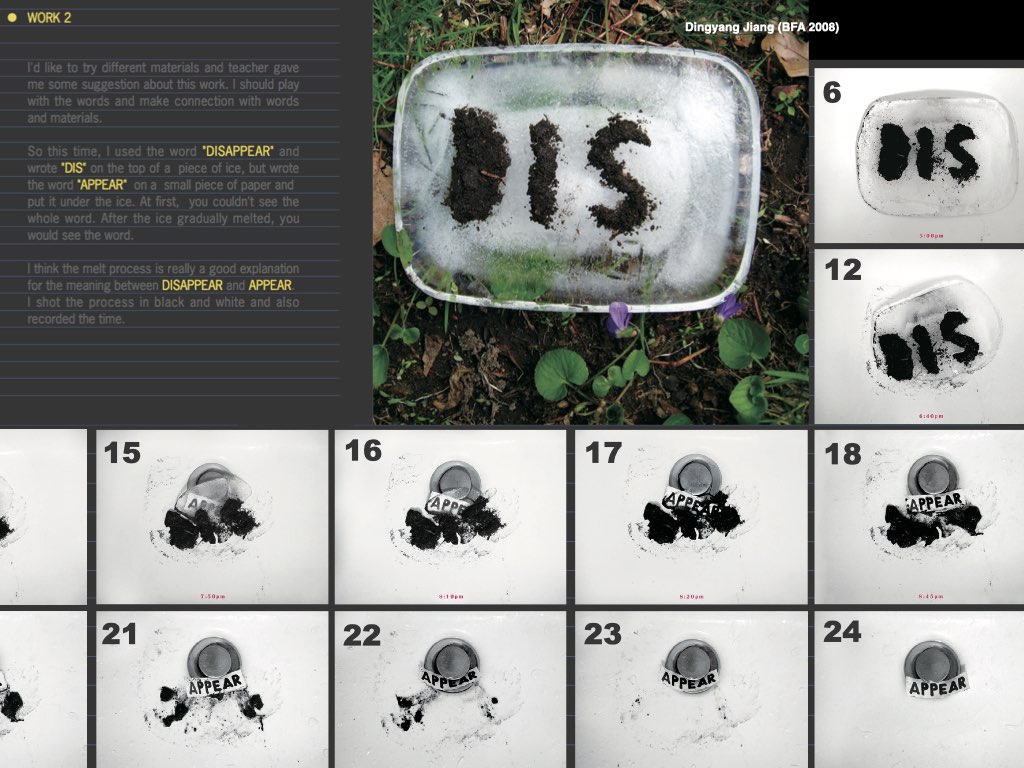 WORK 2
Dingyang Jiang (BFA 2008)
I'd like to try different materials and teacher gave
me some suggestion about this work. I should play
with the words and make connection with words
and materials.
So this time, I used the word "DISAPPEAR" and
wrote "DIS" on the top of a piece of ice, but wrote
the word "APPEAR" on a small piece of paper and
put it under the ice. At first, you couldn't see the
whole word. After the ice gradually melted, you
would see the word.
I think the melt process is really a good explanation
for the meaning between DISAPPEAR and APPEAR.
I shot the process in black and white and also
recorded the time.
DIS
6
DIS
5:00pm
12
DIS
6:40pm
15
APP
7:50pm
16
APPE
17
APPEAR
8:20pm
18
APPEAR
8:45pm
21
APPEAR
22
APPEAR
23
APPEAR
24
APPEAR